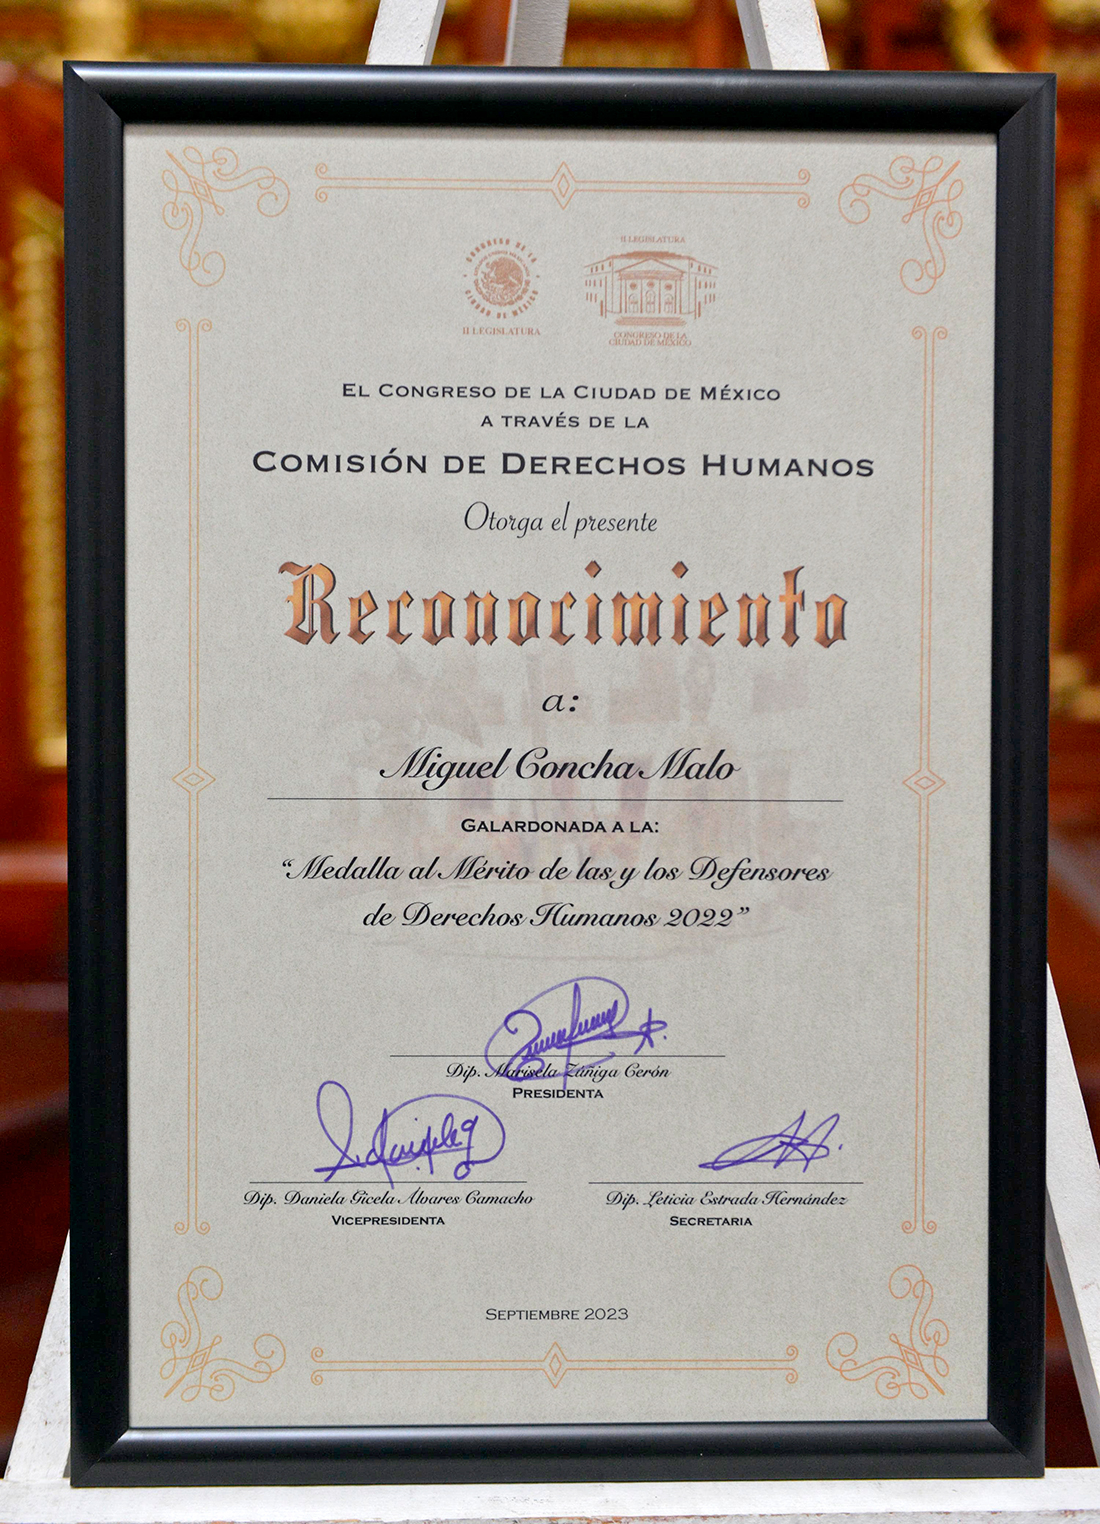 CONGRESO DE LA
CIUDAD DE MÉXICO
II LEGISLATURA
II LEGISLATURA
CONGRESO DE LA
CIUDAD DE MÉXICO
El Congreso de la Ciudad de México
a través de la
Comisión de Derechos Humanos
Otorga el presente
Reconocimiento
a:
Miguel Concha Malo
Galardonada a la:
“Medalla al Mérito de las y los Defensores
de Derechos Humanos 2022”
Dip. Marisela Zúñiga Cerón
Presidenta
Dip. Daniela Gicela Álvares Camacho
Vicepresidenta
Dip. Leticia Estrada Hernández
Secretaria
Septiembre 2023